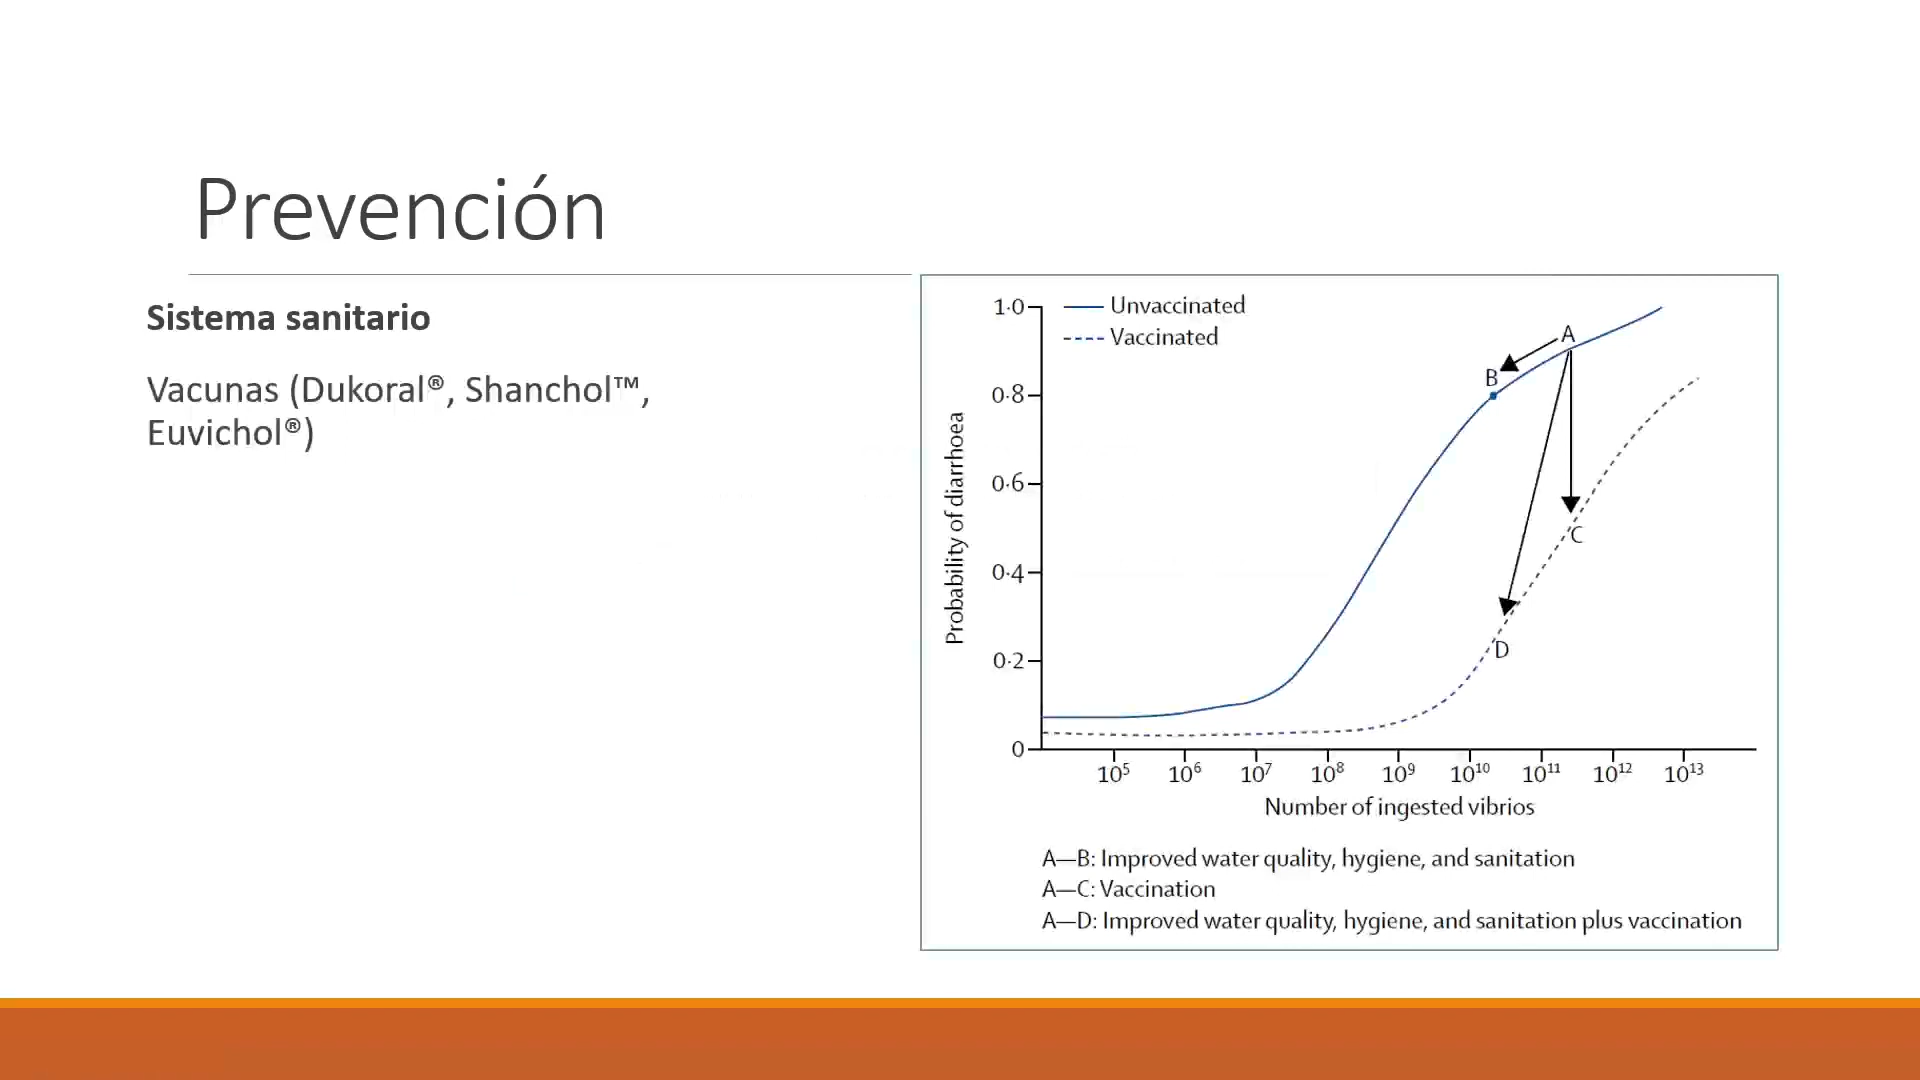 Prevención
Sistema sanitario
Vacunas (Dukoral®, Shanchol™,
Euvichol®)
Unvaccinated
Vaccinated
1·0
0·8
0·6
0·4
0·2
0
Probability of diarrhoea
A
B
C
D
10⁵ 10⁶ 10⁷ 10⁸ 10⁹ 10¹⁰ 10¹¹ 10¹² 10¹³
Number of ingested vibrios
A—B: Improved water quality, hygiene, and sanitation
A—C: Vaccination
A—D: Improved water quality, hygiene, and sanitation plus vaccination